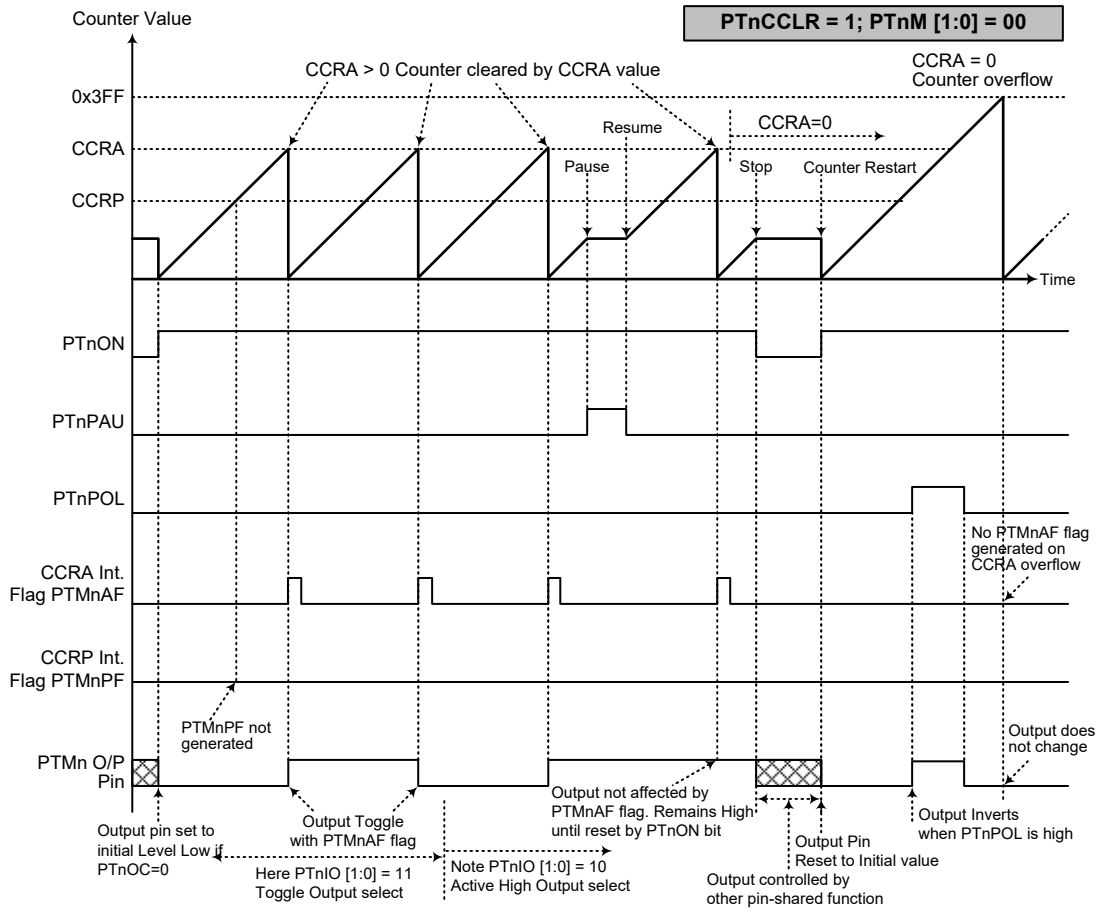 Counter Value
PTnCCLR = 1; PTnM [1:0] = 00
CCRA > 0 Counter cleared by CCRA value
CCRA = 0
Counter overflow
0x3FF
Resume
CCRA=0
CCRA
Pause
Stop
Counter Restart
CCRP
Time
PTnON
PTnPAU
PTnPOL
No PTMnAF flag
generated on
CCRA overflow
CCRA Int.
Flag PTMnAF
CCRP Int.
Flag PTMnPF
PTMnPF not
generated
Output does
not change
PTMn O/P
Pin
Output pin set to
initial Level Low if
PTnOC=0
Output Toggle
with PTMnAF flag
Output not affected by
PTMnAF flag. Remains High
until reset by PTnON bit
Output Inverts
when PTnPOL is high
Output Pin
Reset to Initial value
Here PTnIO [1:0] = 11
Toggle Output select
Note PTnIO [1:0] = 10
Active High Output select
Output controlled by
other pin-shared function